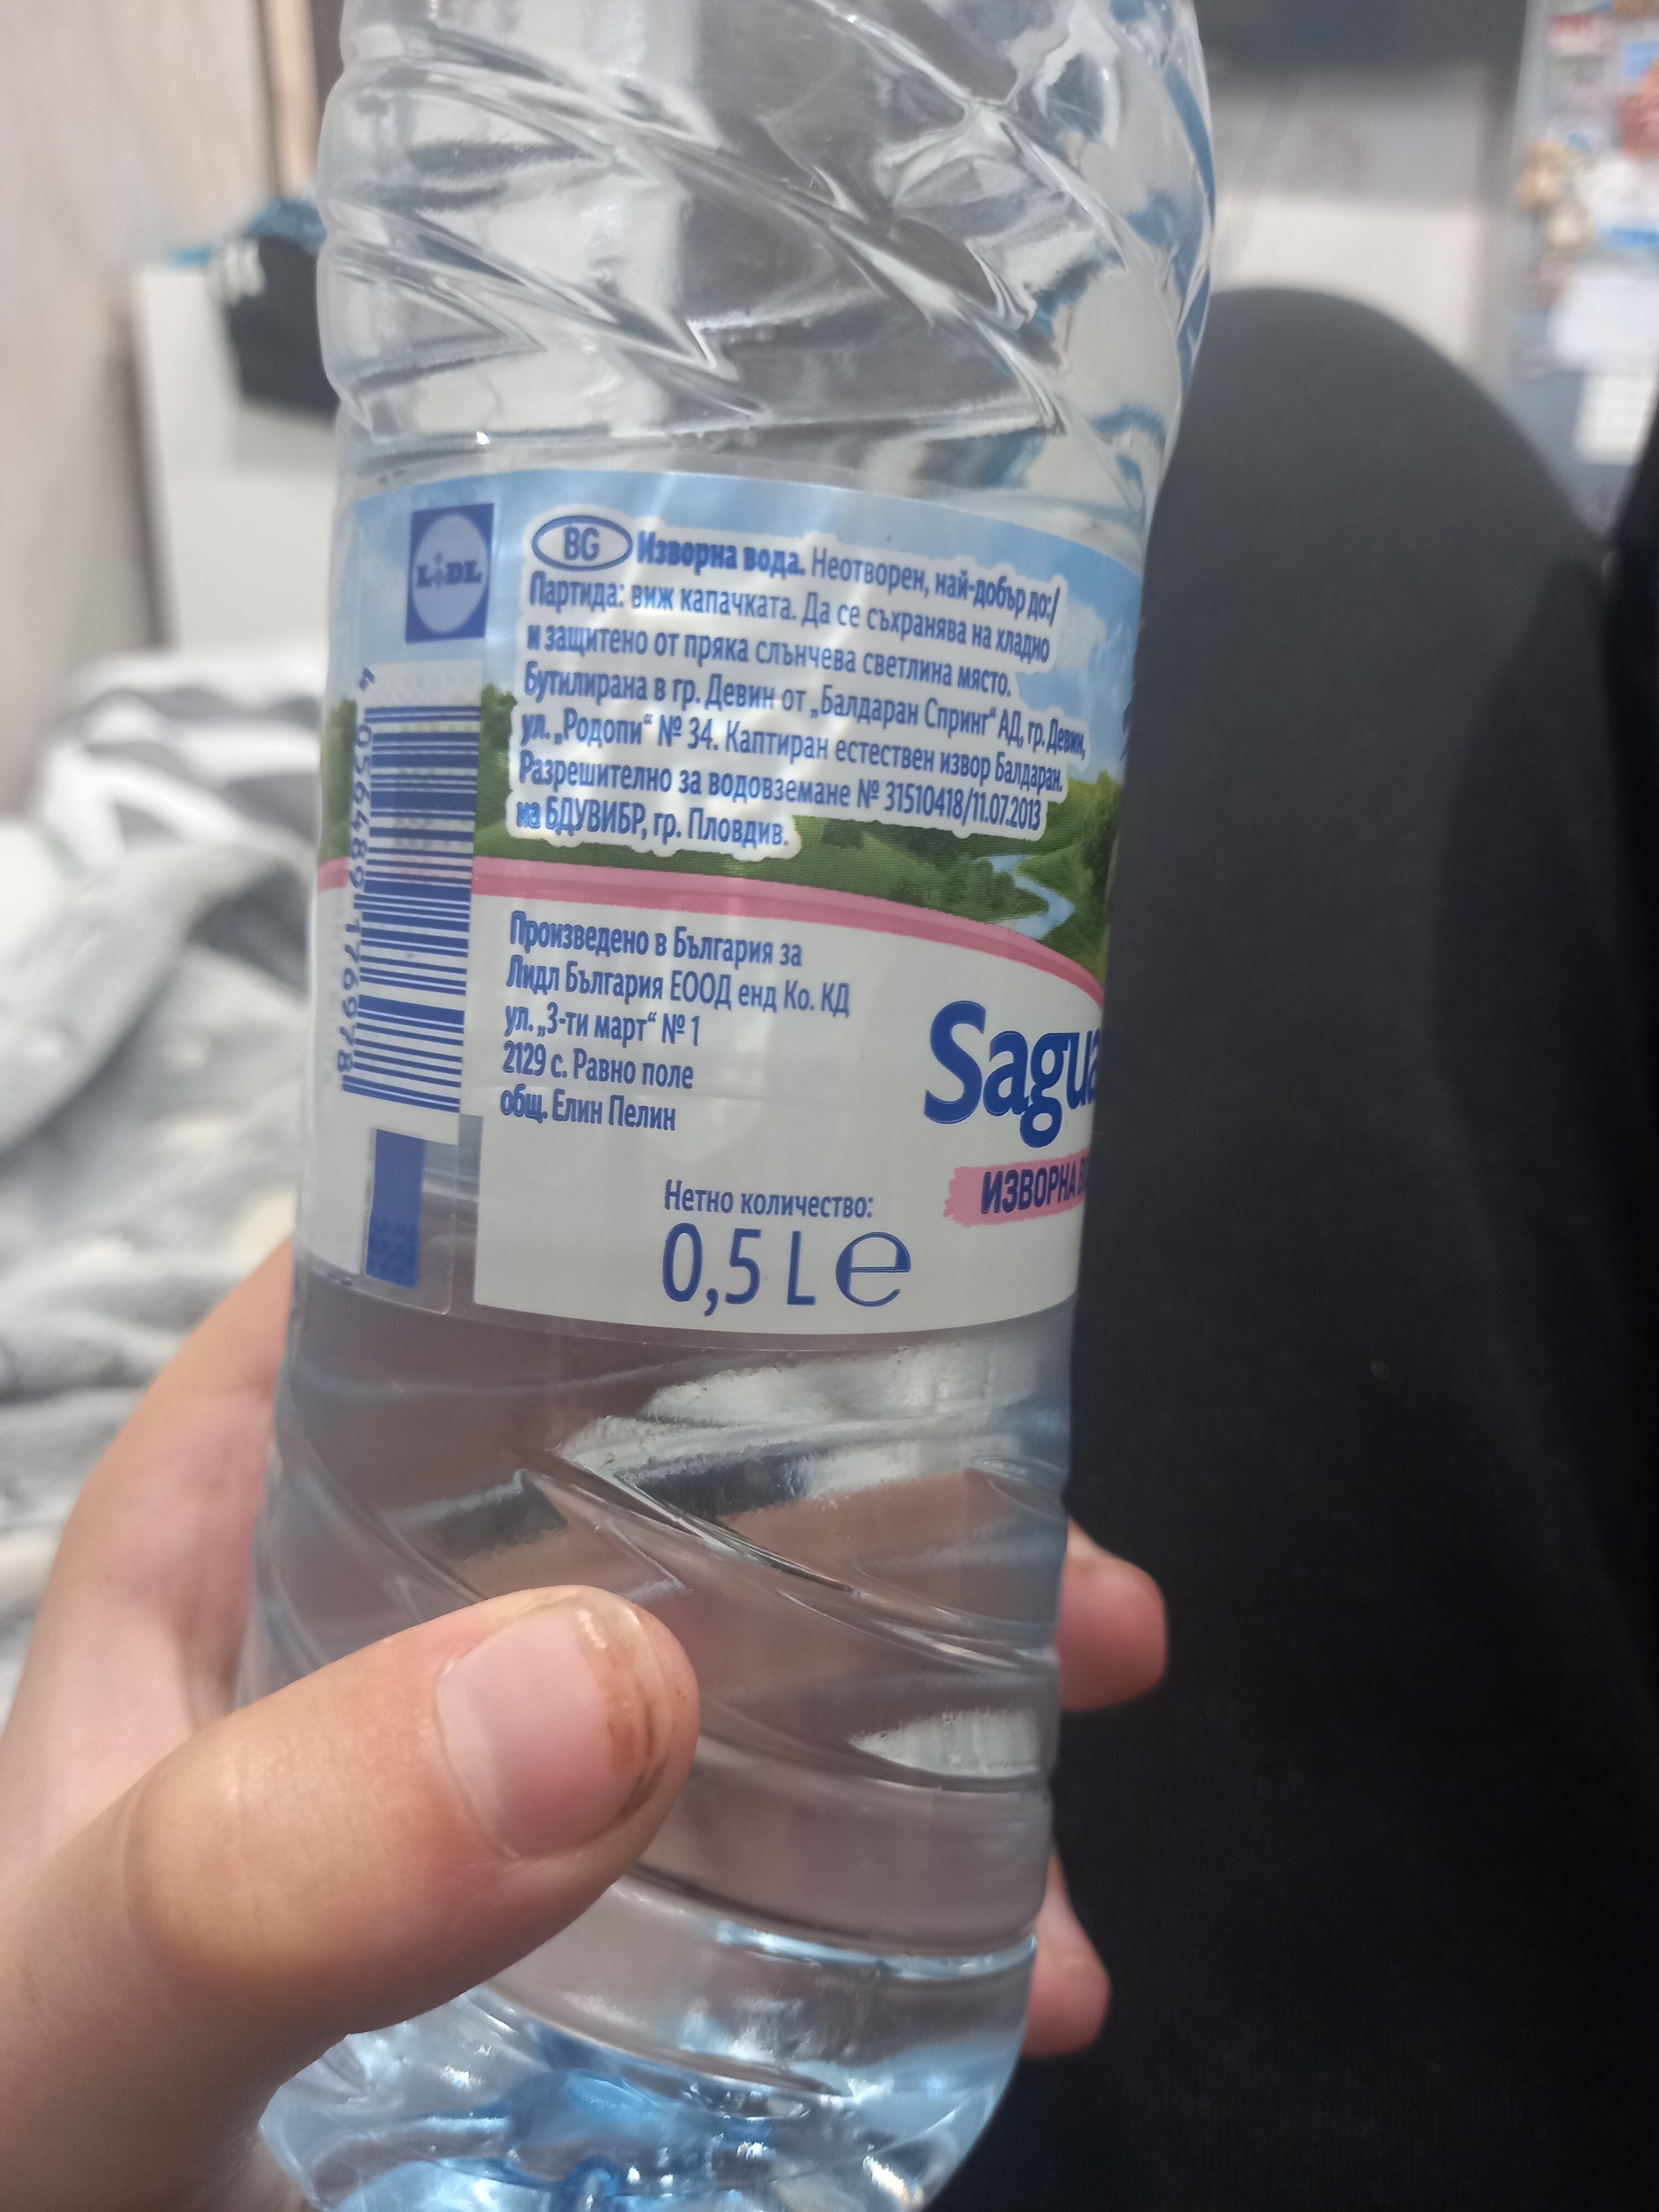 LIDL
BG Изворна вода. Неотворен, най-добър до:/
Партида: виж капачката. Да се съхранява на хладно
и защитено от пряка слънчева светлина място.
Бутилирана в гр. Девин от „Балдаран Спринг“ АД, гр. Девин,
ул. „Родопи“ № 34. Каптиран естествен извор Балдаран.
Разрешително за водовземане № 31510418/11.07.2013
на БДУВИБР, гр. Пловдив.
4 056489 176978
Произведено в България за
Лидл България ЕООД енд Ко. КД
ул. „3-ти март“ № 1
2129 с. Равно поле
общ. Елин Пелин
Sagua
ИЗВОРНА
Нетно количество:
0,5 L e